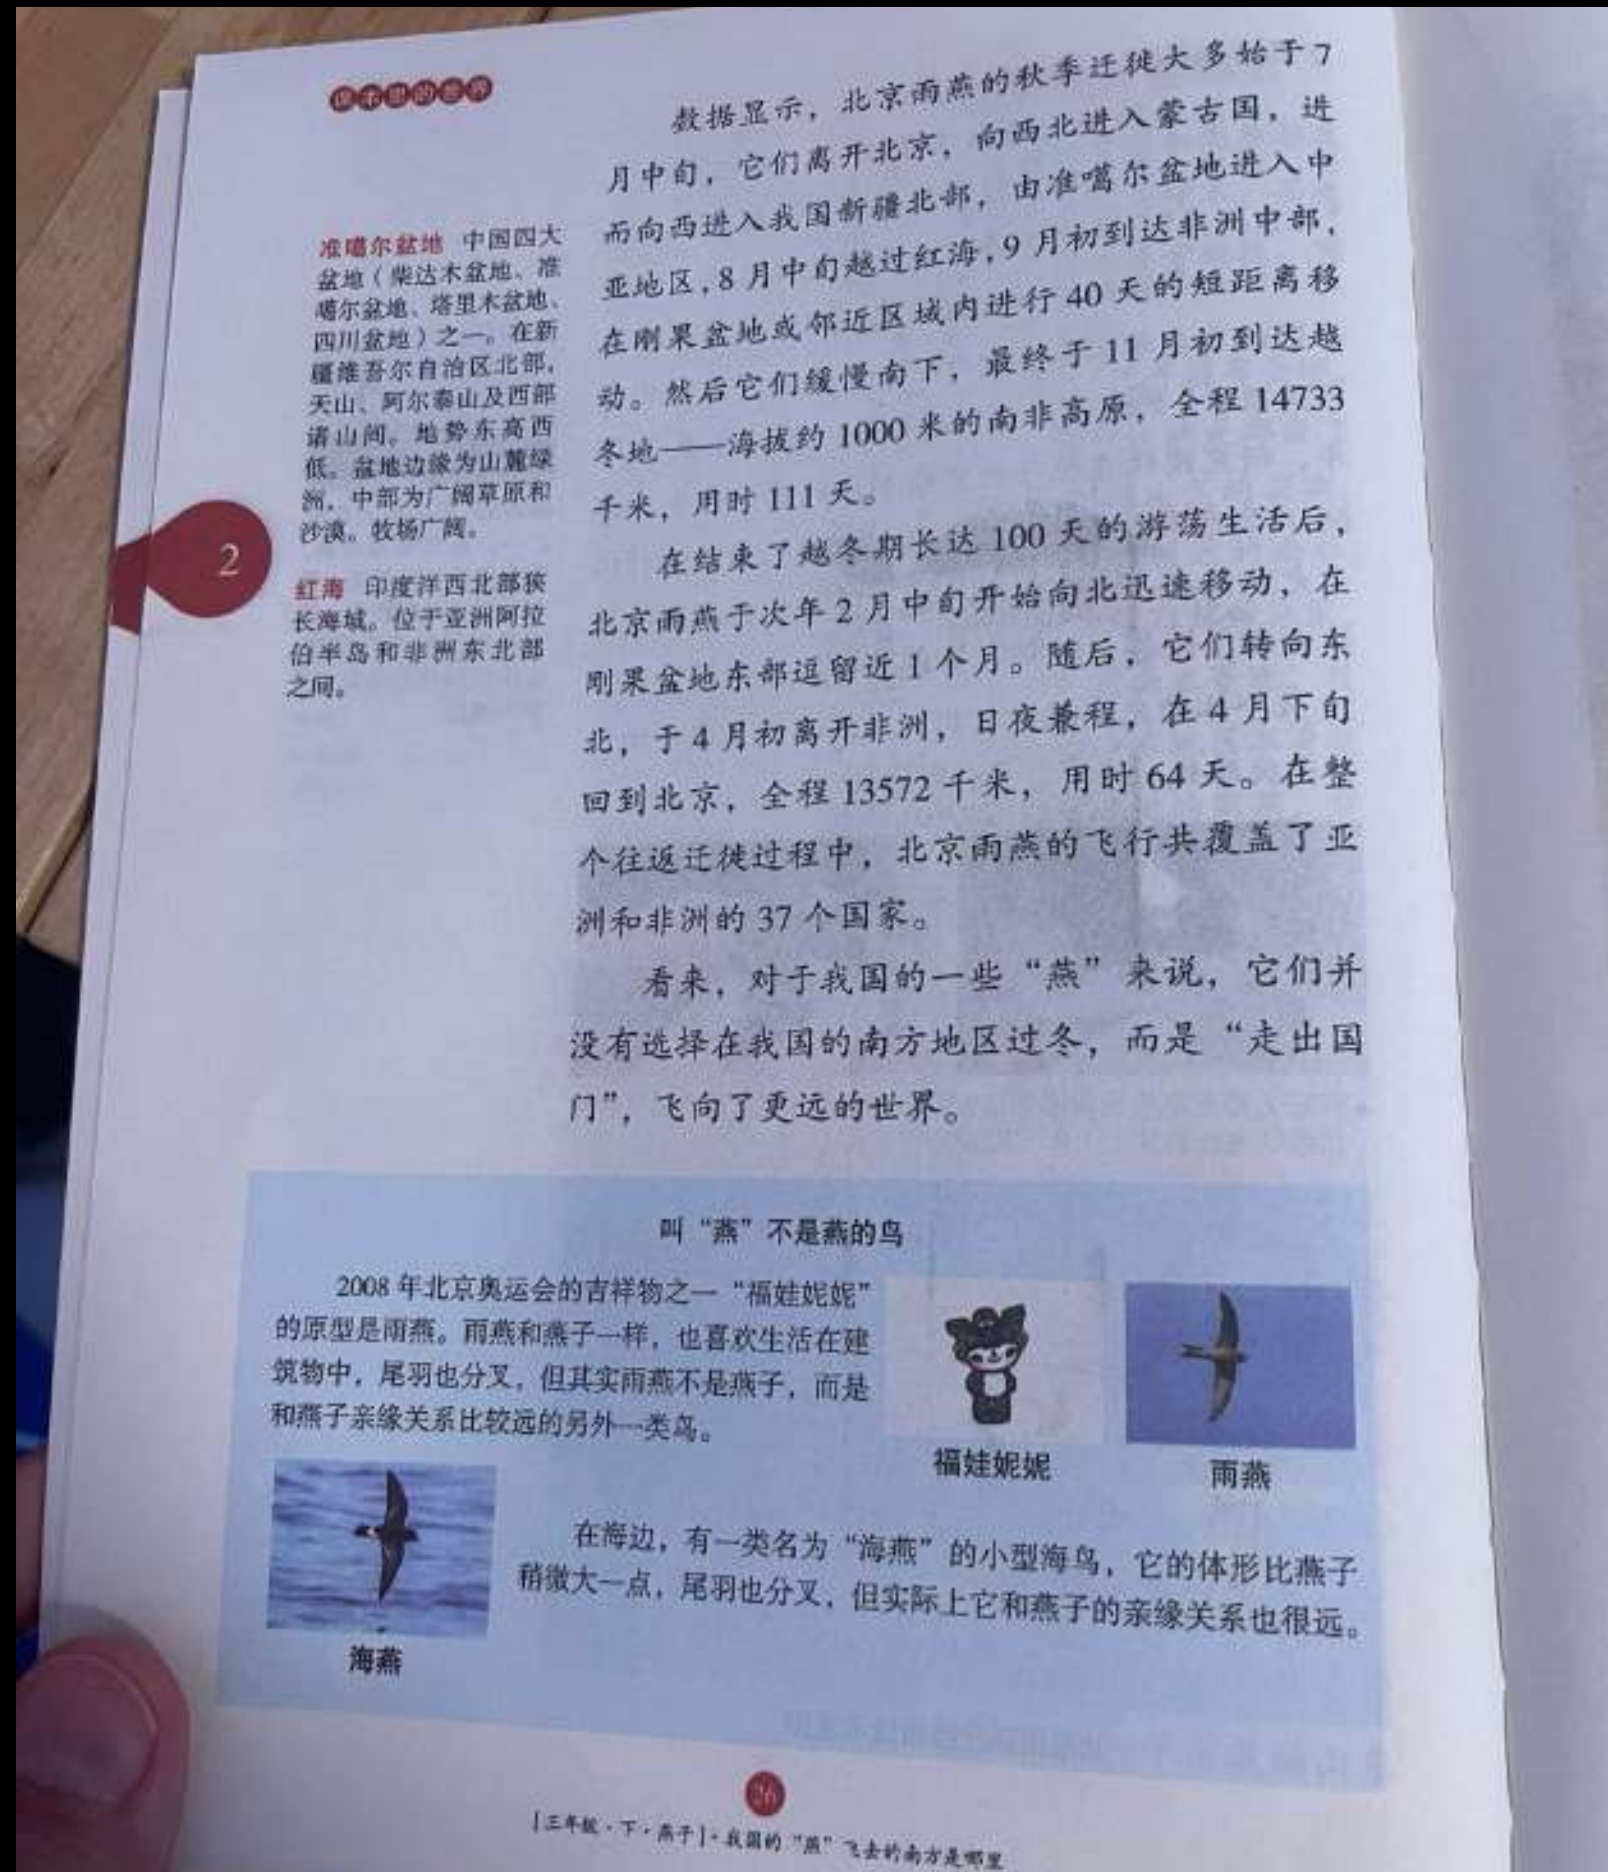 课本里的世界
数据显示，北京雨燕的秋季迁徙大多始于7
月中旬，它们离开北京，向西北进入蒙古国，进
而向西进入我国新疆北部，由准噶尔盆地进入中
亚地区，8月中旬越过红海，9月初到达非洲中部，
在刚果盆地或邻近区域内进行40天的短距离移
动。然后它们缓慢南下，最终于11月初到达越
冬地——海拔约1000米的南非高原，全程14733
千米，用时111天。
在结束了越冬期长达100天的游荡生活后，
北京雨燕于次年2月中旬开始向北迅速移动，在
刚果盆地东部逗留近1个月。随后，它们转向东
北，于4月初离开非洲，日夜兼程，在4月下旬
回到北京，全程13572千米，用时64天。在整
个往返迁徙过程中，北京雨燕的飞行共覆盖了亚
洲和非洲的37个国家。
看来，对于我国的一些“燕”来说，它们并
没有选择在我国的南方地区过冬，而是“走出国
门”，飞向了更远的世界。
准噶尔盆地 中国四大
盆地（柴达木盆地、准
噶尔盆地、塔里木盆地、
四川盆地）之一。在新
疆维吾尔自治区北部，
天山、阿尔泰山及西部
诸山间。地势东高西
低。盆地边缘为山麓绿
洲，中部为广阔草原和
沙漠。牧场广阔。
2
红海 印度洋西北部狭
长海域。位于亚洲阿拉
伯半岛和非洲东北部
之间。
叫“燕”不是燕的鸟
2008年北京奥运会的吉祥物之一“福娃妮妮”
的原型是雨燕。雨燕和燕子一样，也喜欢生活在建
筑物中，尾羽也分叉，但其实雨燕不是燕子，而是
和燕子亲缘关系比较远的另外一类鸟。
福娃妮妮
雨燕
在海边，有一类名为“海燕”的小型海鸟，它的体形比燕子
稍微大一点，尾羽也分叉，但实际上它和燕子的亲缘关系也很远。
海燕
26
[三年级·下·燕子]·我国的“燕”飞去的南方是哪里